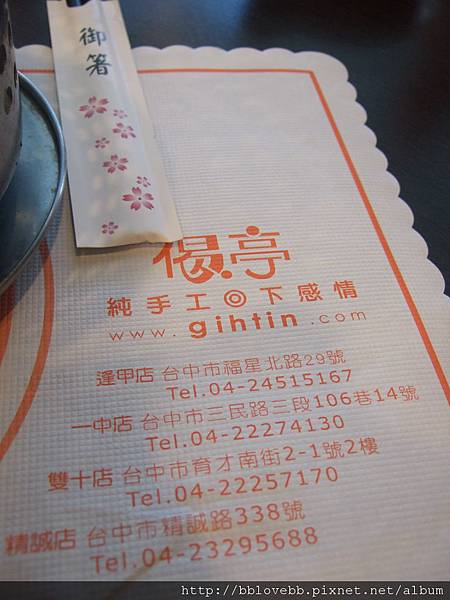 御箸
偈亭
純手工◎下感情
www.gihtin.com
逢甲店 台中市福星北路29號
Tel.04-24515167
一中店 台中市三民路三段106巷14號
Tel.04-22274130
雙十店 台中市育才南街2-1號2樓
Tel.04-22257170
精誠店 台中市精誠路338號
Tel.04-23295688
http://bblovebb.pixnet.net/album